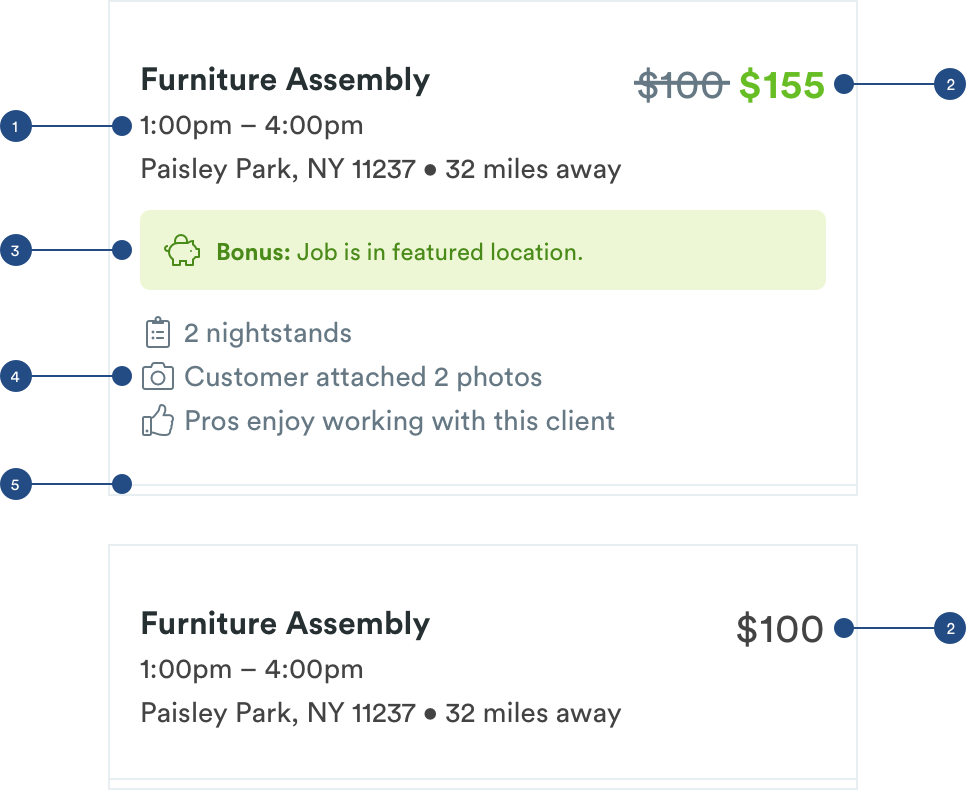 Furniture Assembly
$100 $155
2
1
1:00pm – 4:00pm
Paisley Park, NY 11237 • 32 miles away
3
Bonus: Job is in featured location.
2 nightstands
4
Customer attached 2 photos
Pros enjoy working with this client
5
Furniture Assembly
$100
2
1:00pm – 4:00pm
Paisley Park, NY 11237 • 32 miles away